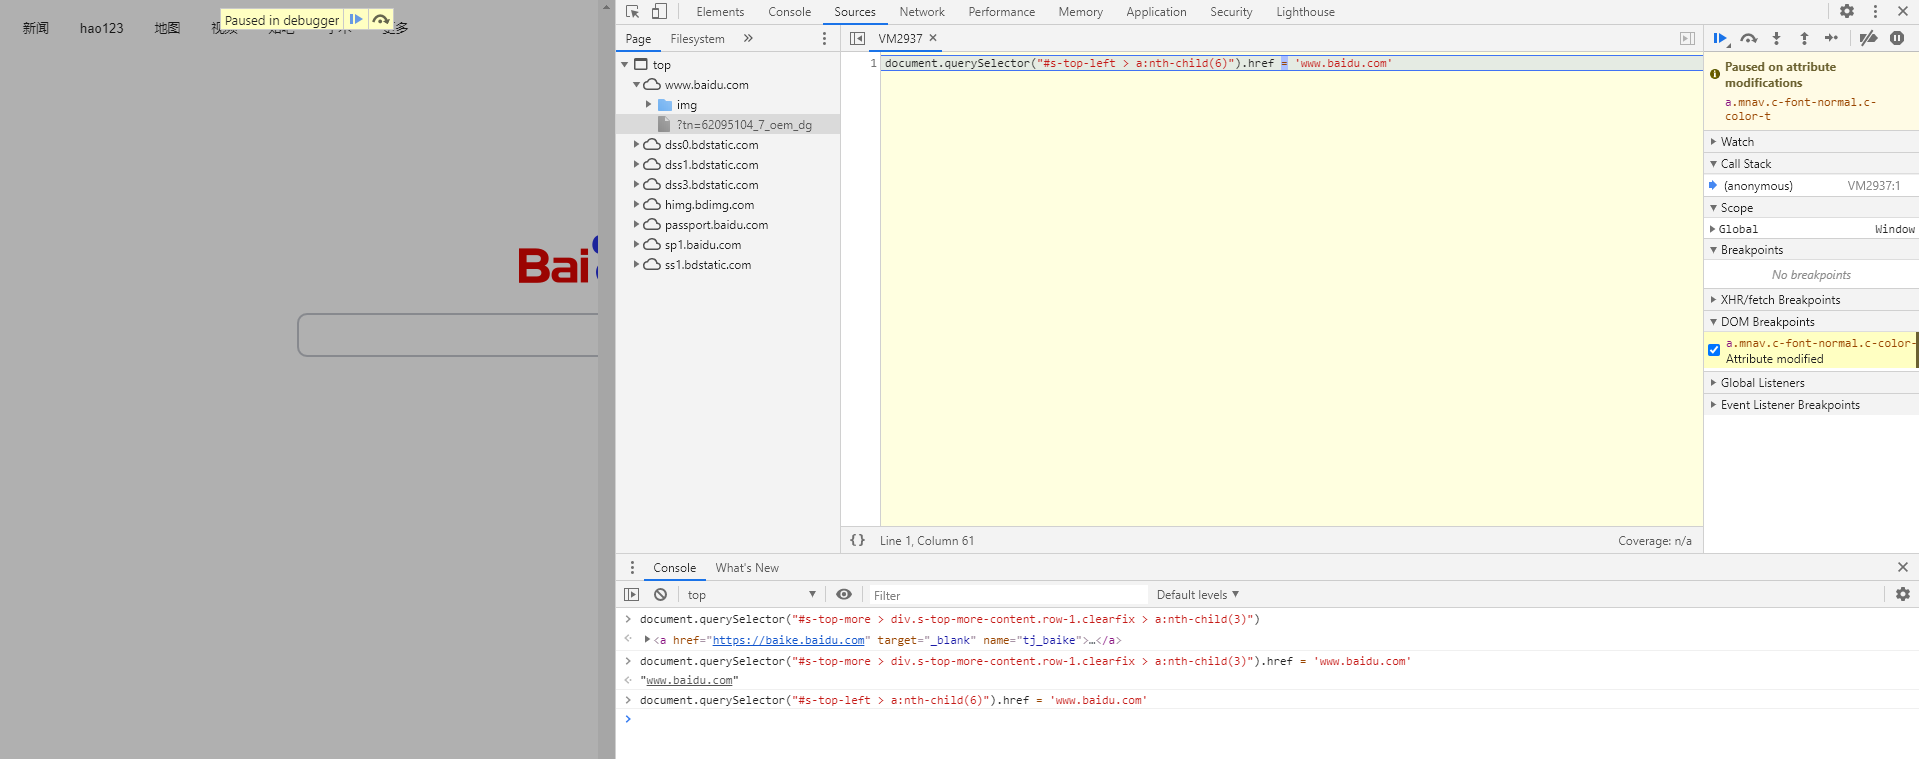 新闻 hao123 地图 视频 贴吧 学术 更多
Paused in debugger
Bai
Elements Console Sources Network Performance Memory Application Security Lighthouse
Page Filesystem
top
www.baidu.com
img
?tn=62095104_7_oem_dg
dss0.bdstatic.com
dss1.bdstatic.com
dss3.bdstatic.com
himg.bdimg.com
passport.baidu.com
sp1.baidu.com
ss1.bdstatic.com
VM2937
1 document.querySelector("#s-top-left > a:nth-child(6)").href = 'www.baidu.com'
{} Line 1, Column 61 Coverage: n/a
Paused on attribute
modifications
a.mnav.c-font-normal.c-
color-t
Watch
Call Stack
(anonymous) VM2937:1
Scope
Global Window
Breakpoints
No breakpoints
XHR/fetch Breakpoints
DOM Breakpoints
a.mnav.c-font-normal.c-color-
Attribute modified
Global Listeners
Event Listener Breakpoints
Console What's New
top Filter Default levels
document.querySelector("#s-top-more > div.s-top-more-content.row-1.clearfix > a:nth-child(3)")
<a href="https://baike.baidu.com" target="_blank" name="tj_baike">…</a>
document.querySelector("#s-top-more > div.s-top-more-content.row-1.clearfix > a:nth-child(3)").href = 'www.baidu.com'
"www.baidu.com"
document.querySelector("#s-top-left > a:nth-child(6)").href = 'www.baidu.com'